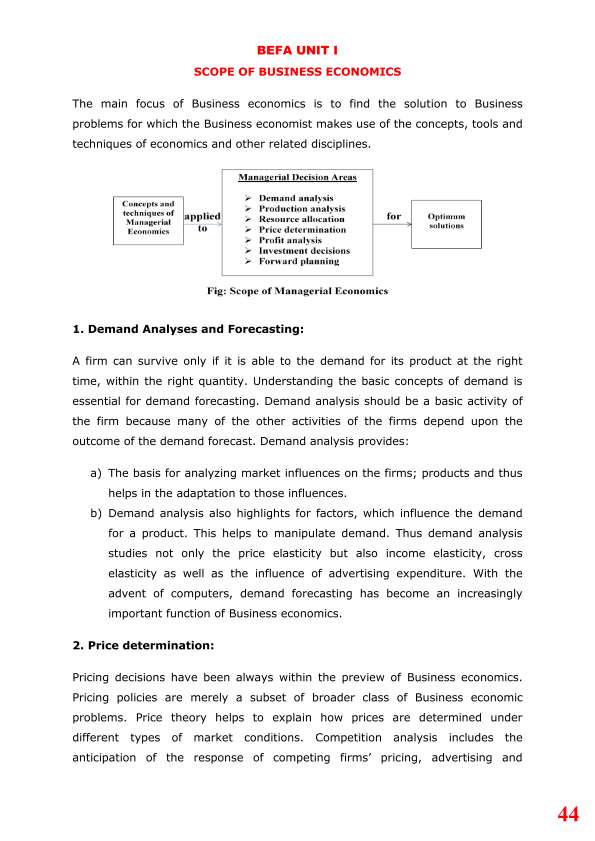 BEFA UNIT I
SCOPE OF BUSINESS ECONOMICS
The main focus of Business economics is to find the solution to Business
problems for which the Business economist makes use of the concepts, tools and
techniques of economics and other related disciplines.
Concepts and
techniques of
Managerial
Economics
applied
to
Managerial Decision Areas
➢ Demand analysis
➢ Production analysis
➢ Resource allocation
➢ Price determination
➢ Profit analysis
➢ Investment decisions
➢ Forward planning
for
Optimum
solutions
Fig: Scope of Managerial Economics
1. Demand Analyses and Forecasting:
A firm can survive only if it is able to the demand for its product at the right
time, within the right quantity. Understanding the basic concepts of demand is
essential for demand forecasting. Demand analysis should be a basic activity of
the firm because many of the other activities of the firms depend upon the
outcome of the demand forecast. Demand analysis provides:
a) The basis for analyzing market influences on the firms; products and thus
helps in the adaptation to those influences.
b) Demand analysis also highlights for factors, which influence the demand
for a product. This helps to manipulate demand. Thus demand analysis
studies not only the price elasticity but also income elasticity, cross
elasticity as well as the influence of advertising expenditure. With the
advent of computers, demand forecasting has become an increasingly
important function of Business economics.
2. Price determination:
Pricing decisions have been always within the preview of Business economics.
Pricing policies are merely a subset of broader class of Business economic
problems. Price theory helps to explain how prices are determined under
different types of market conditions. Competition analysis includes the
anticipation of the response of competing firms’ pricing, advertising and
44